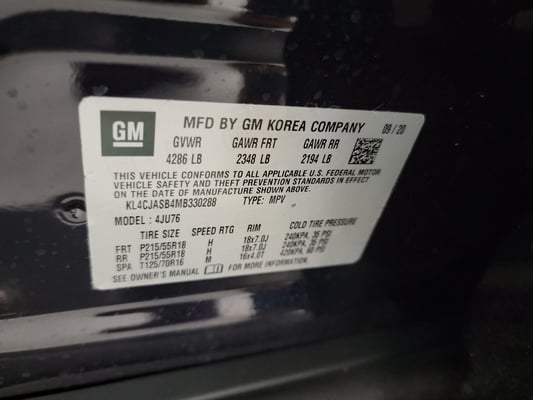 GM MFD BY GM KOREA COMPANY 09/20
GVWR GAWR FRT GAWR RR
4286 LB 2348 LB 2194 LB
THIS VEHICLE CONFORMS TO ALL APPLICABLE U.S. FEDERAL MOTOR
VEHICLE SAFETY AND THEFT PREVENTION STANDARDS IN EFFECT
ON THE DATE OF MANUFACTURE SHOWN ABOVE.
KL4CJASB4MB330288 TYPE: MPV
MODEL : 4JU76
TIRE SIZE SPEED RTG RIM COLD TIRE PRESSURE
FRT P215/55R18 H 18x7.0J 240KPA, 35 PSI
RR P215/55R18 H 18x7.0J 240KPA, 35 PSI
SPA T125/70R16 M 16x4.0T 420KPA, 60 PSI
SEE OWNER'S MANUAL FOR MORE INFORMATION.